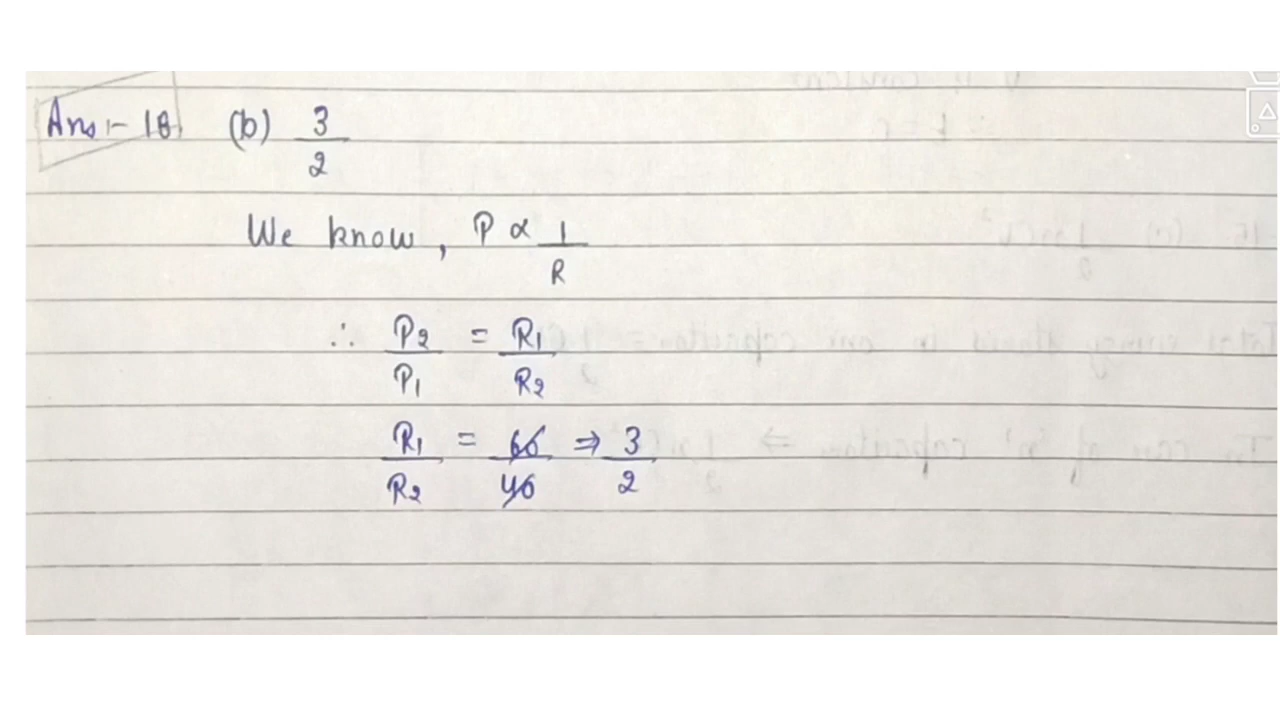 Ans:- 18 (b) 3/2
We know, P ∝ 1/R
∴ P2/P1 = R1/R2
R1/R2 = 60/40 ⇒ 3/2